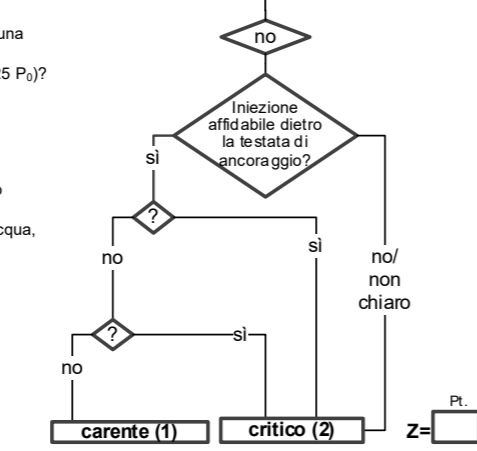 una
no
25 P₀)?
Iniezione
affidabile dietro
la testata di
ancoraggio?
sì
?
cqua,
sì
no
no/
non
chiaro
?
sì
no
Pt.
carente (1)
critico (2)
Z=